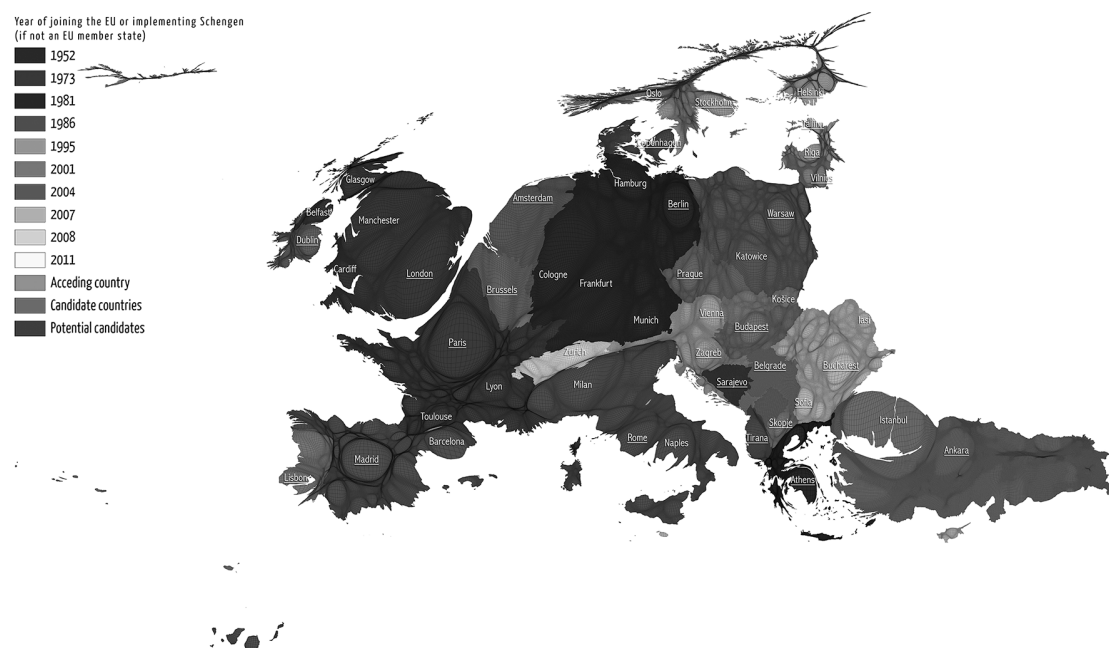 Year of joining the EU or implementing Schengen
(if not an EU member state)
1952
1973
1981
1986
1995
2001
2004
2007
2008
2011
Acceding country
Candidate countries
Potential candidates
Oslo
Stockholm
Helsinki
Tallinn
Riga
Vilnius
Copenhagen
Glasgow
Hamburg
Amsterdam
Berlin
Belfast
Manchester
Warsaw
Dublin
Katowice
Cardiff
London
Cologne
Frankfurt
Prague
Brussels
Košice
Vienna
Munich
Budapest
Iasi
Paris
Zurich
Zagreb
Belgrade
Bucharest
Lyon
Milan
Sarajevo
Sofia
Toulouse
Skopje
Istanbul
Barcelona
Rome
Naples
Tirana
Ankara
Madrid
Lisbon
Athens